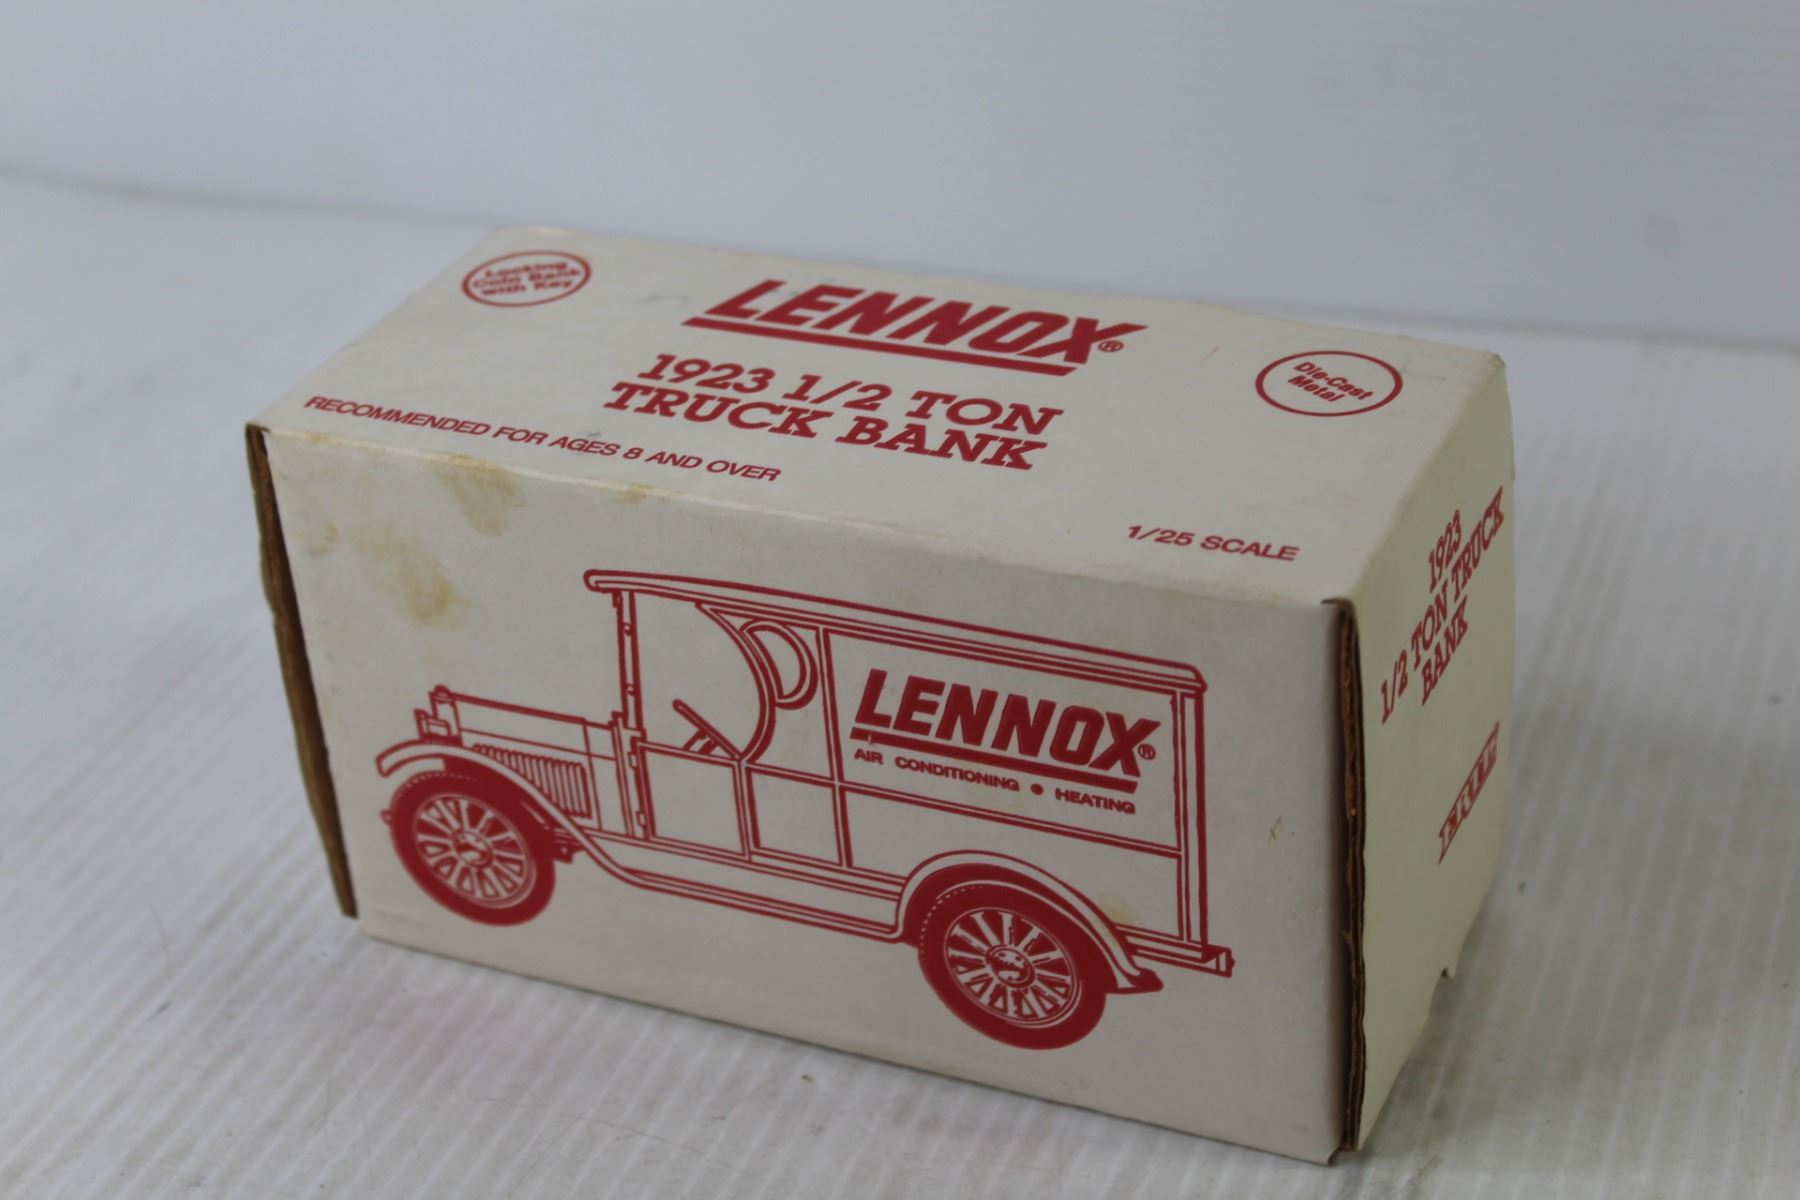 Locking
Coin Bank
with Key
LENNOX®
1923 1/2 TON
TRUCK BANK
Die-Cast
Metal
RECOMMENDED FOR AGES 8 AND OVER
1/25 SCALE
LENNOX®
AIR CONDITIONING • HEATING
1923
1/2 TON TRUCK
BANK
ERTL